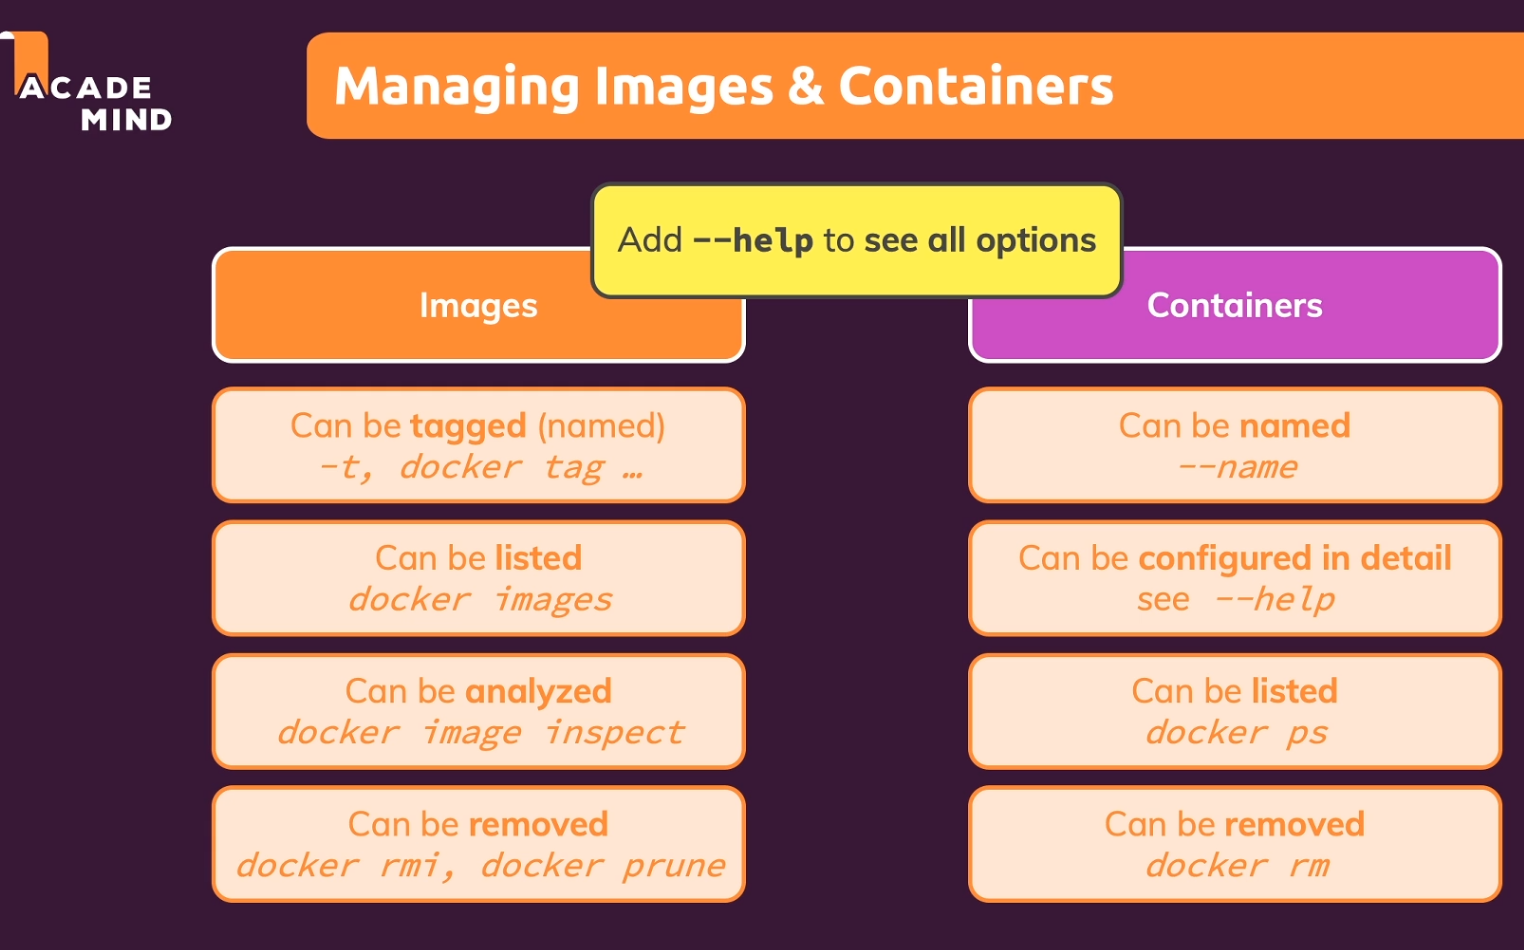 ACADE
MIND
Managing Images & Containers
Add --help to see all options
Images
Can be tagged (named)
-t, docker tag …
Can be listed
docker images
Can be analyzed
docker image inspect
Can be removed
docker rmi, docker prune
Containers
Can be named
--name
Can be configured in detail
see --help
Can be listed
docker ps
Can be removed
docker rm